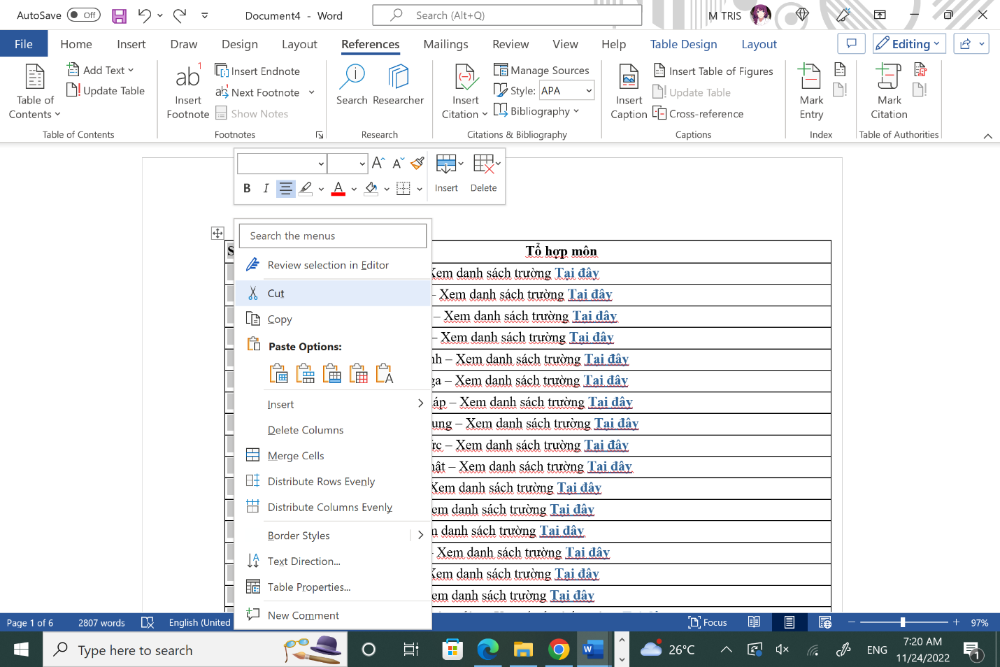 AutoSave Off Document4 - Word Search (Alt+Q) M TRIS
File Home Insert Draw Design Layout References Mailings Review View Help Table Design Layout Editing
Table of Contents
Add Text
Update Table
Table of Contents
Insert Footnote
Insert Endnote
Next Footnote
Show Notes
Footnotes
Search
Researcher
Research
Insert Citation
Manage Sources
Style: APA
Bibliography
Citations & Bibliography
Insert Caption
Insert Table of Figures
Update Table
Cross-reference
Captions
Mark Entry
Index
Mark Citation
Table of Authorities
B I A Insert Delete
Search the menus
Review selection in Editor
Cut
Copy
Paste Options:
Insert
Delete Columns
Merge Cells
Distribute Rows Evenly
Distribute Columns Evenly
Border Styles
Text Direction...
Table Properties...
New Comment
Tổ hợp môn
Xem danh sách trường Tại đây
– Xem danh sách trường Tại đây
– Xem danh sách trường Tại đây
– Xem danh sách trường Tại đây
nh – Xem danh sách trường Tại đây
ga – Xem danh sách trường Tại đây
áp – Xem danh sách trường Tại đây
ung – Xem danh sách trường Tại đây
ức – Xem danh sách trường Tại đây
hật – Xem danh sách trường Tại đây
Xem danh sách trường Tại đây
em danh sách trường Tại đây
n danh sách trường Tại đây
- Xem danh sách trường Tại đây
Xem danh sách trường Tại đây
em danh sách trường Tại đây
Page 1 of 6 2807 words English (United Focus 97%
Type here to search 26°C ENG 7:20 AM
11/24/2022 1